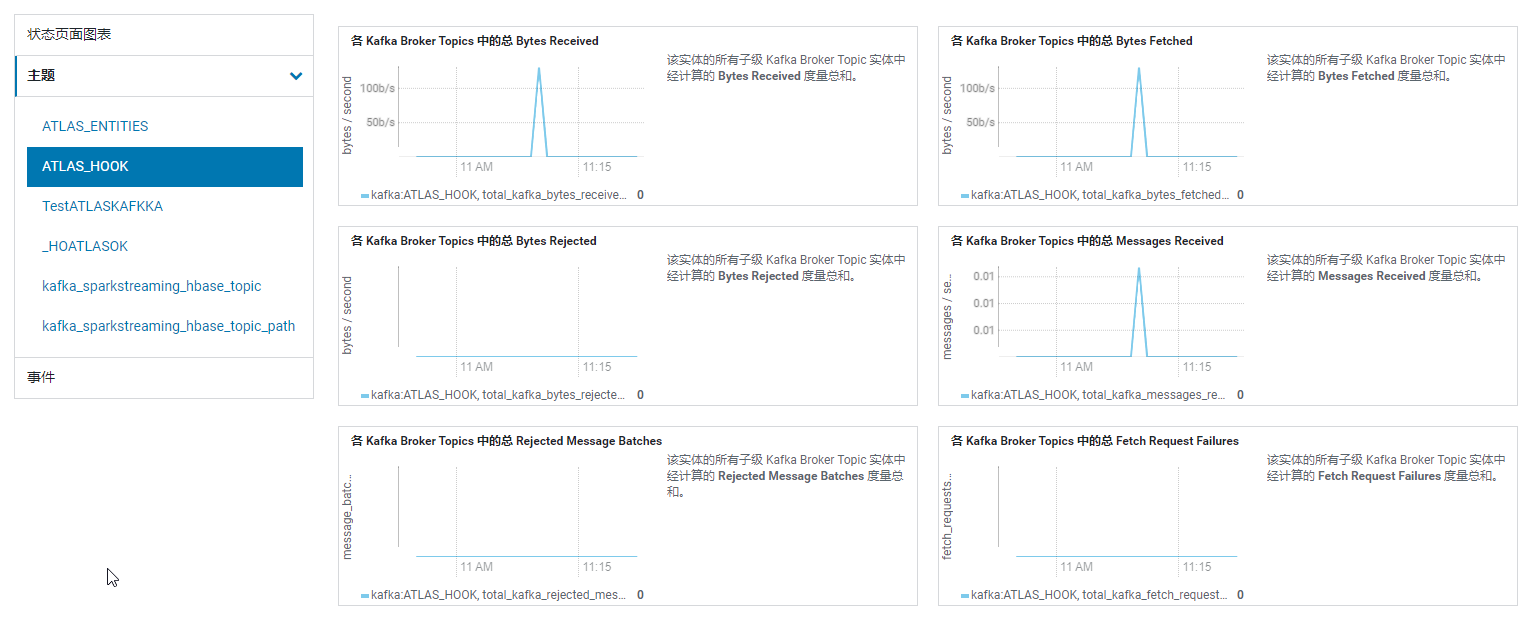 状态页面图表
主题
ATLAS_ENTITIES
ATLAS_HOOK
TestATLASKAFKKA
_HOATLASOK
kafka_sparkstreaming_hbase_topic
kafka_sparkstreaming_hbase_topic_path
事件
各 Kafka Broker Topics 中的总 Bytes Received
该实体的所有子级 Kafka Broker Topic 实体中
经计算的 Bytes Received 度量总和。
bytes / second
100b/s
50b/s
11 AM
11:15
kafka:ATLAS_HOOK, total_kafka_bytes_receive... 0
各 Kafka Broker Topics 中的总 Bytes Fetched
该实体的所有子级 Kafka Broker Topic 实体中
经计算的 Bytes Fetched 度量总和。
bytes / second
100b/s
50b/s
11 AM
11:15
kafka:ATLAS_HOOK, total_kafka_bytes_fetched... 0
各 Kafka Broker Topics 中的总 Bytes Rejected
该实体的所有子级 Kafka Broker Topic 实体中
经计算的 Bytes Rejected 度量总和。
bytes / second
11 AM
11:15
kafka:ATLAS_HOOK, total_kafka_bytes_rejecte... 0
各 Kafka Broker Topics 中的总 Messages Received
该实体的所有子级 Kafka Broker Topic 实体中
经计算的 Messages Received 度量总和。
messages / se...
0.01
0.01
0.01
11 AM
11:15
kafka:ATLAS_HOOK, total_kafka_messages_re... 0
各 Kafka Broker Topics 中的总 Rejected Message Batches
该实体的所有子级 Kafka Broker Topic 实体中
经计算的 Rejected Message Batches 度量总
和。
message_batc...
11 AM
11:15
kafka:ATLAS_HOOK, total_kafka_rejected_mes... 0
各 Kafka Broker Topics 中的总 Fetch Request Failures
该实体的所有子级 Kafka Broker Topic 实体中
经计算的 Fetch Request Failures 度量总和。
fetch_requests...
11 AM
11:15
kafka:ATLAS_HOOK, total_kafka_fetch_request... 0